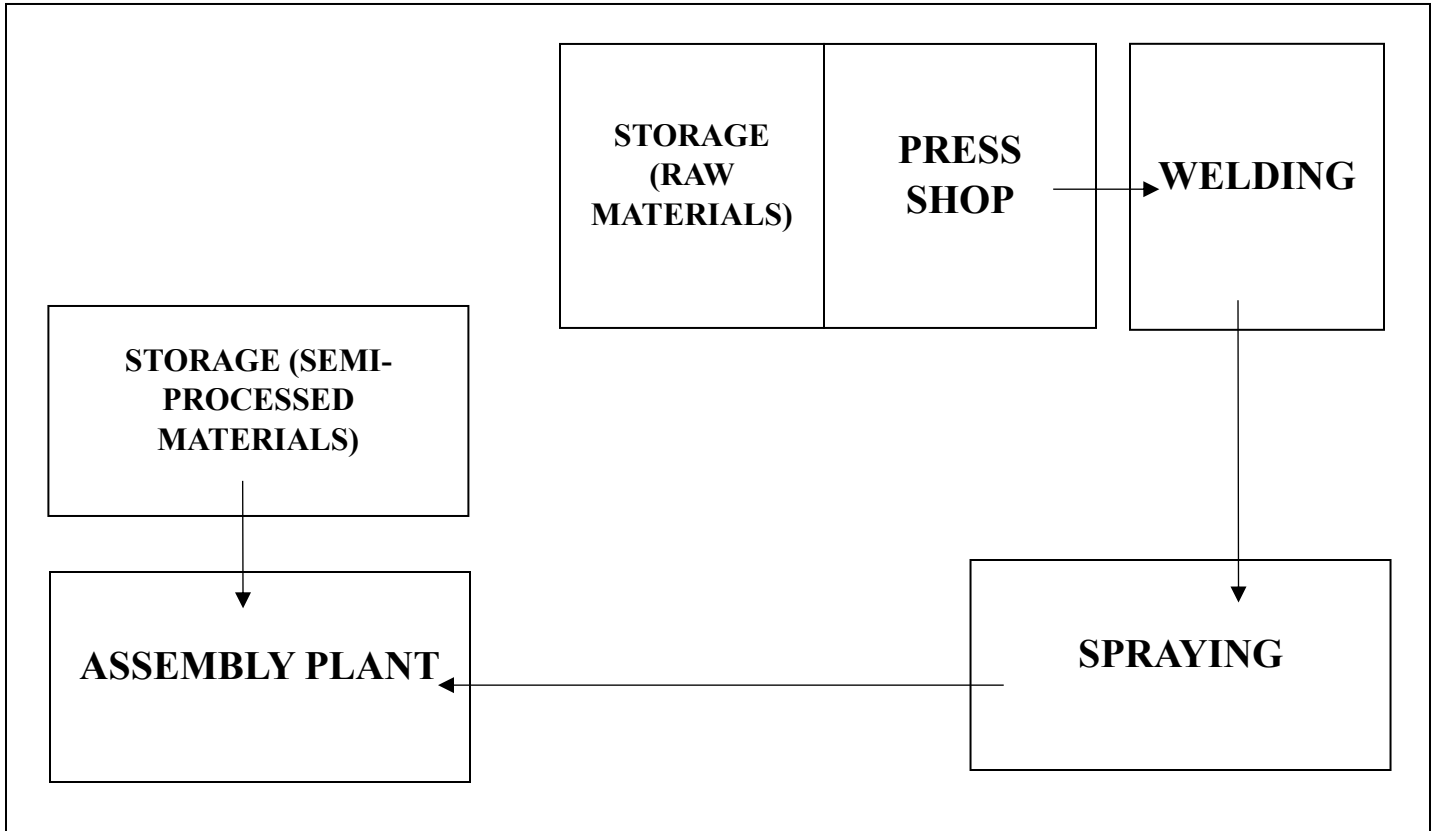 STORAGE
(RAW
MATERIALS)
PRESS
SHOP
WELDING
STORAGE (SEMI-
PROCESSED
MATERIALS)
ASSEMBLY PLANT
SPRAYING